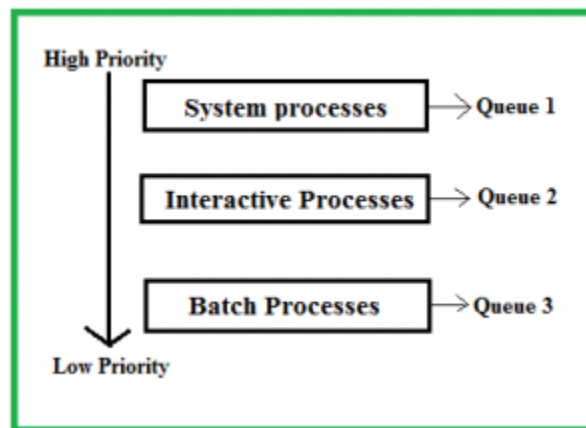 High Priority
System processes
Queue 1
Interactive Processes
Queue 2
Batch Processes
Queue 3
Low Priority